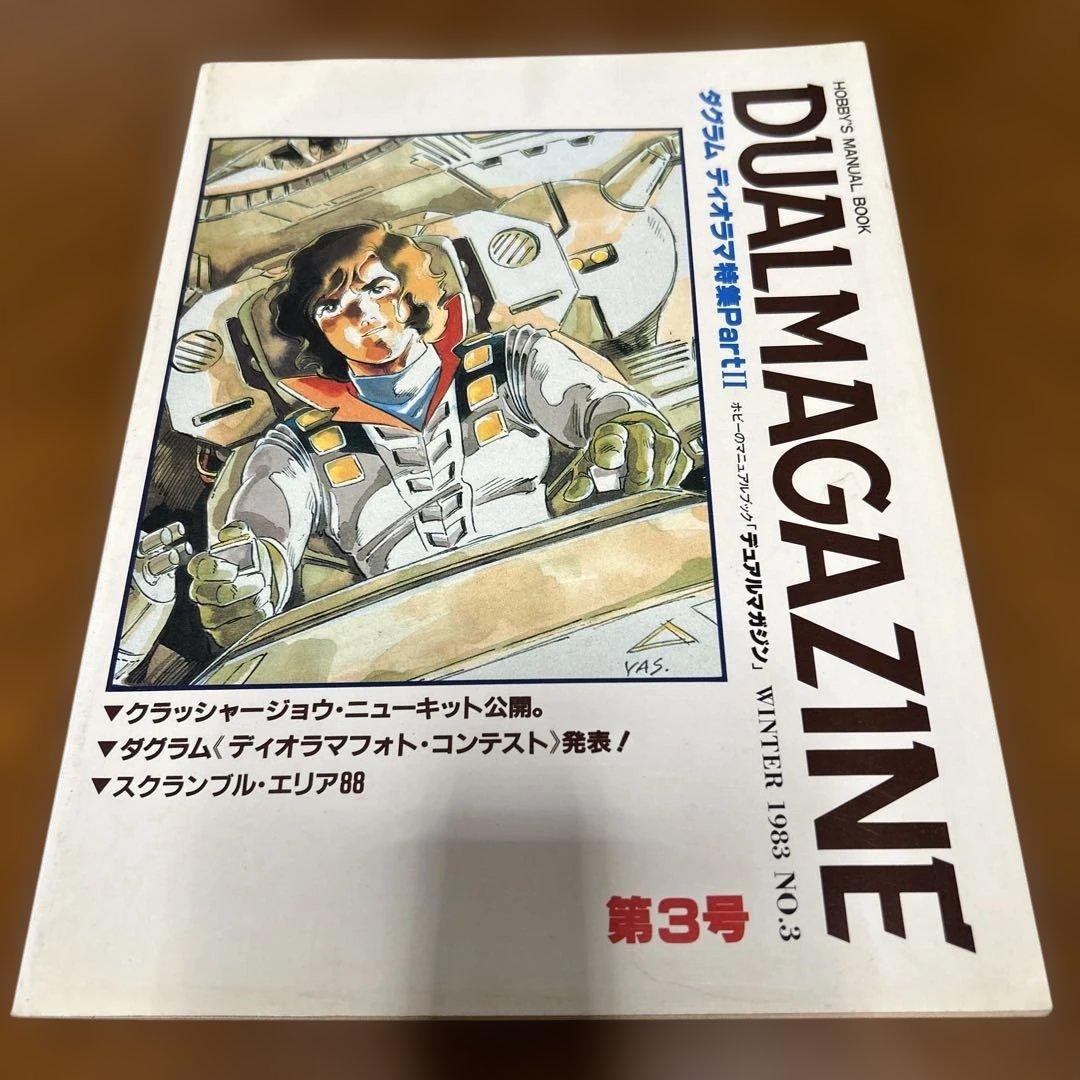 HOBBY'S MANUAL BOOK
DUALMAGAZINE
ダグラム ディオラマ特集PartII
ホビーのマニュアルブック「デュアルマガジン」 WINTER 1983 NO.3
YAS.
▼クラッシャージョウ・ニューキット公開。
▼ダグラム《ディオラマフォト・コンテスト》発表!
▼スクランブル・エリア88
第3号